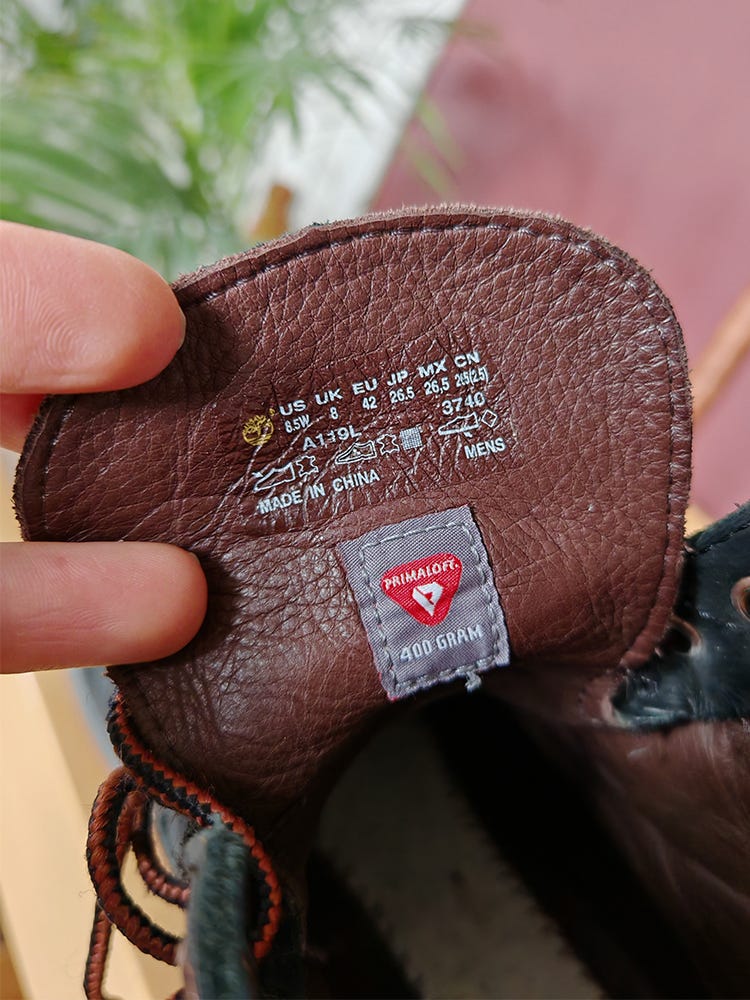 US UK EU JP MX CN
8.5W 8 42 26.5 26.5 265(2.5)
A119L 3740
MADE IN CHINA MENS
PRIMALOFT.
400 GRAM